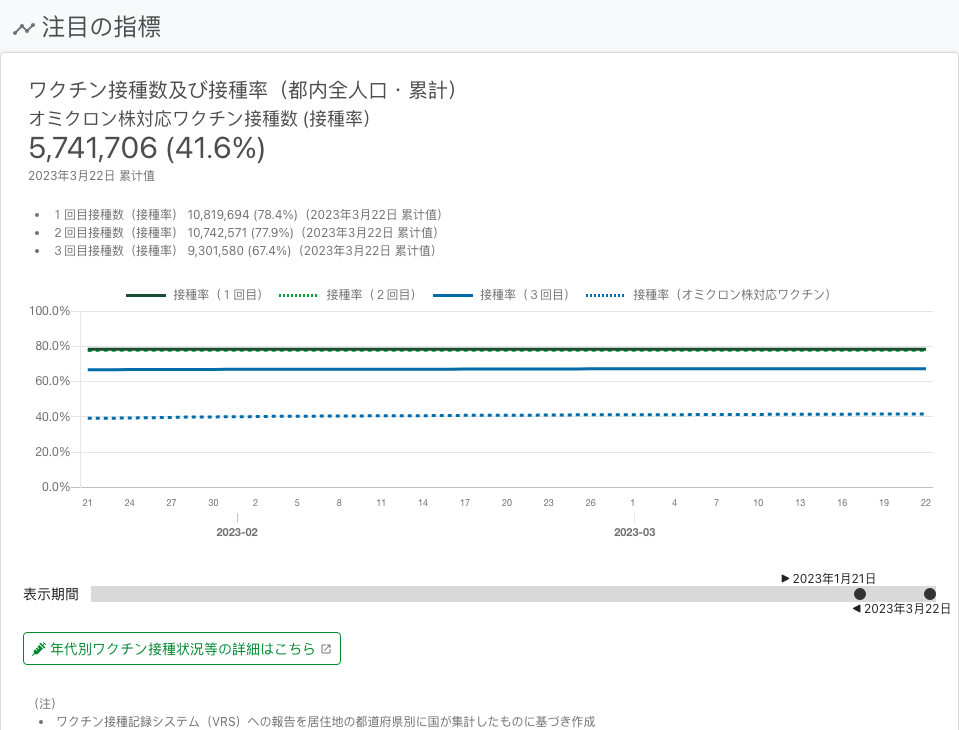 注目の指標
ワクチン接種数及び接種率（都内全人口・累計）
オミクロン株対応ワクチン接種数 (接種率）
5,741,706 (41.6%)
2023年3月22日 累计值
• １回目接種数（接種率） 10,819,694 (78.4%)（2023年3月22日 累计值）
• ２回目接種数（接種率） 10,742,571 (77.9%)（2023年3月22日 累计值）
• ３回目接種数（接種率） 9,301,580 (67.4%)（2023年3月22日 累计值）
接種率（１回目） 接種率（２回目） 接種率（３回目） 接種率（オミクロン株対応ワクチン）
100.0%
80.0%
60.0%
40.0%
20.0%
0.0%
21 24 27 30 2 5 8 11 14 17 20 23 26 1 4 7 10 13 16 19 22
2023-02 2023-03
▶ 2023年1月21日
表示期間
◀ 2023年3月22日
年代別ワクチン接種状況等の詳細はこちら
（注）
• ワクチン接種記録システム（VRS）への報告を居住地の都道府県別に国が集計したものに基づき作成